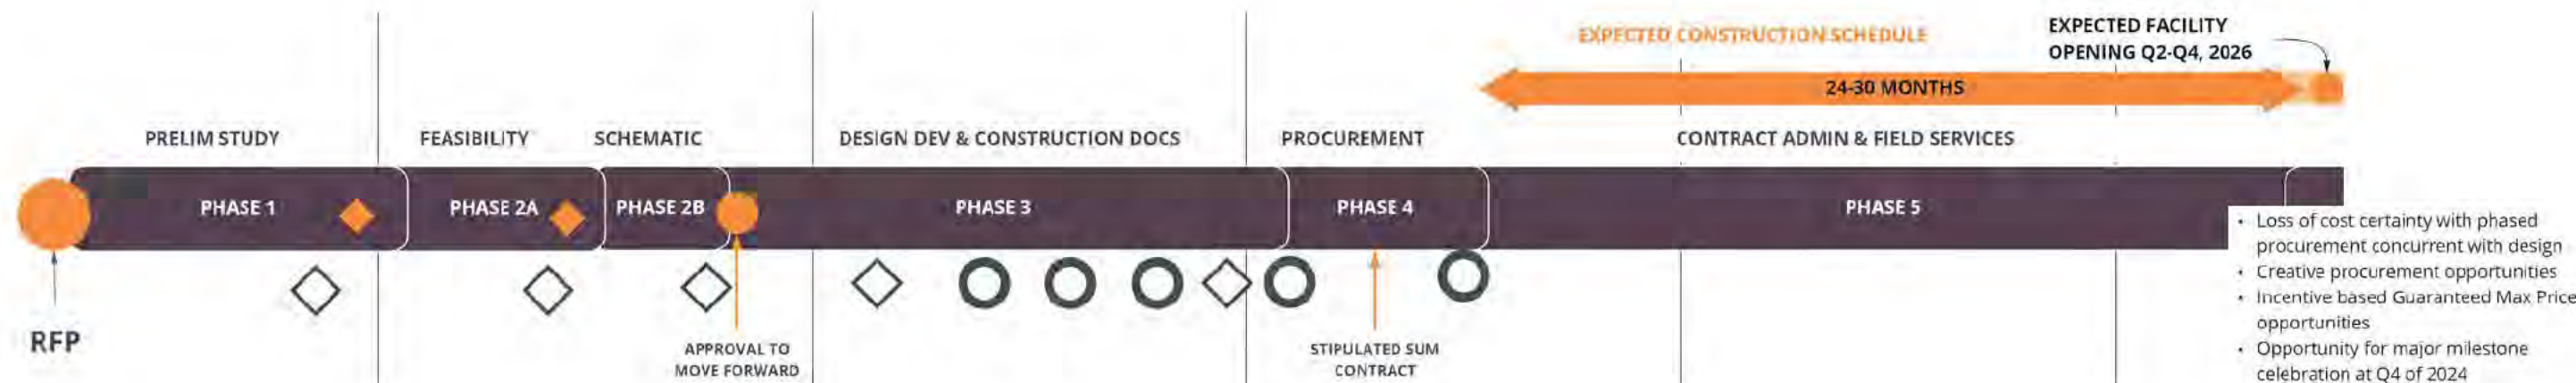 EXPECTED CONSTRUCTION SCHEDULE
EXPECTED FACILITY
OPENING Q2-Q4, 2026
24-30 MONTHS
PRELIM STUDY
FEASIBILITY
SCHEMATIC
DESIGN DEV & CONSTRUCTION DOCS
PROCUREMENT
CONTRACT ADMIN & FIELD SERVICES
PHASE 1
PHASE 2A
PHASE 2B
PHASE 3
PHASE 4
PHASE 5
RFP
APPROVAL TO
MOVE FORWARD
STIPULATED SUM
CONTRACT
• Loss of cost certainty with phased
procurement concurrent with design
• Creative procurement opportunities
• Incentive based Guaranteed Max Price
opportunities
• Opportunity for major milestone
celebration at Q4 of 2024